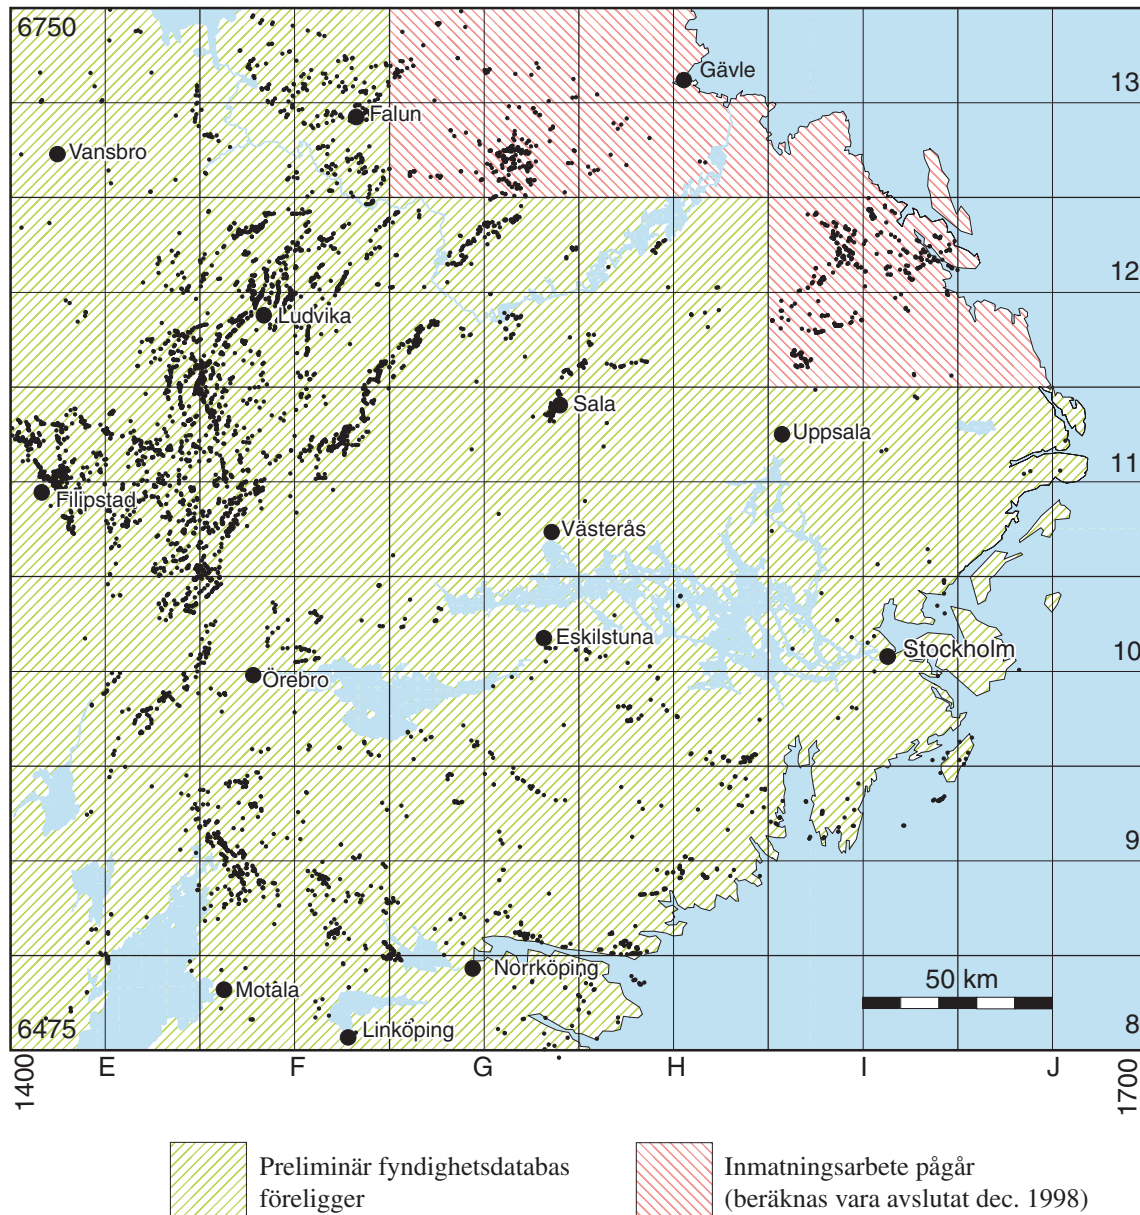 6750
Gävle
13
Falun
Vansbro
12
Ludvika
Sala
Uppsala
11
Filipstad
Västerås
Eskilstuna
Stockholm
10
Örebro
9
Norrköping
50 km
Motala
Linköping
6475
8
1400
E
F
G
H
I
J
1700
Preliminär fyndighetsdatabas
föreligger
Inmatningsarbete pågår
(beräknas vara avslutat dec. 1998)